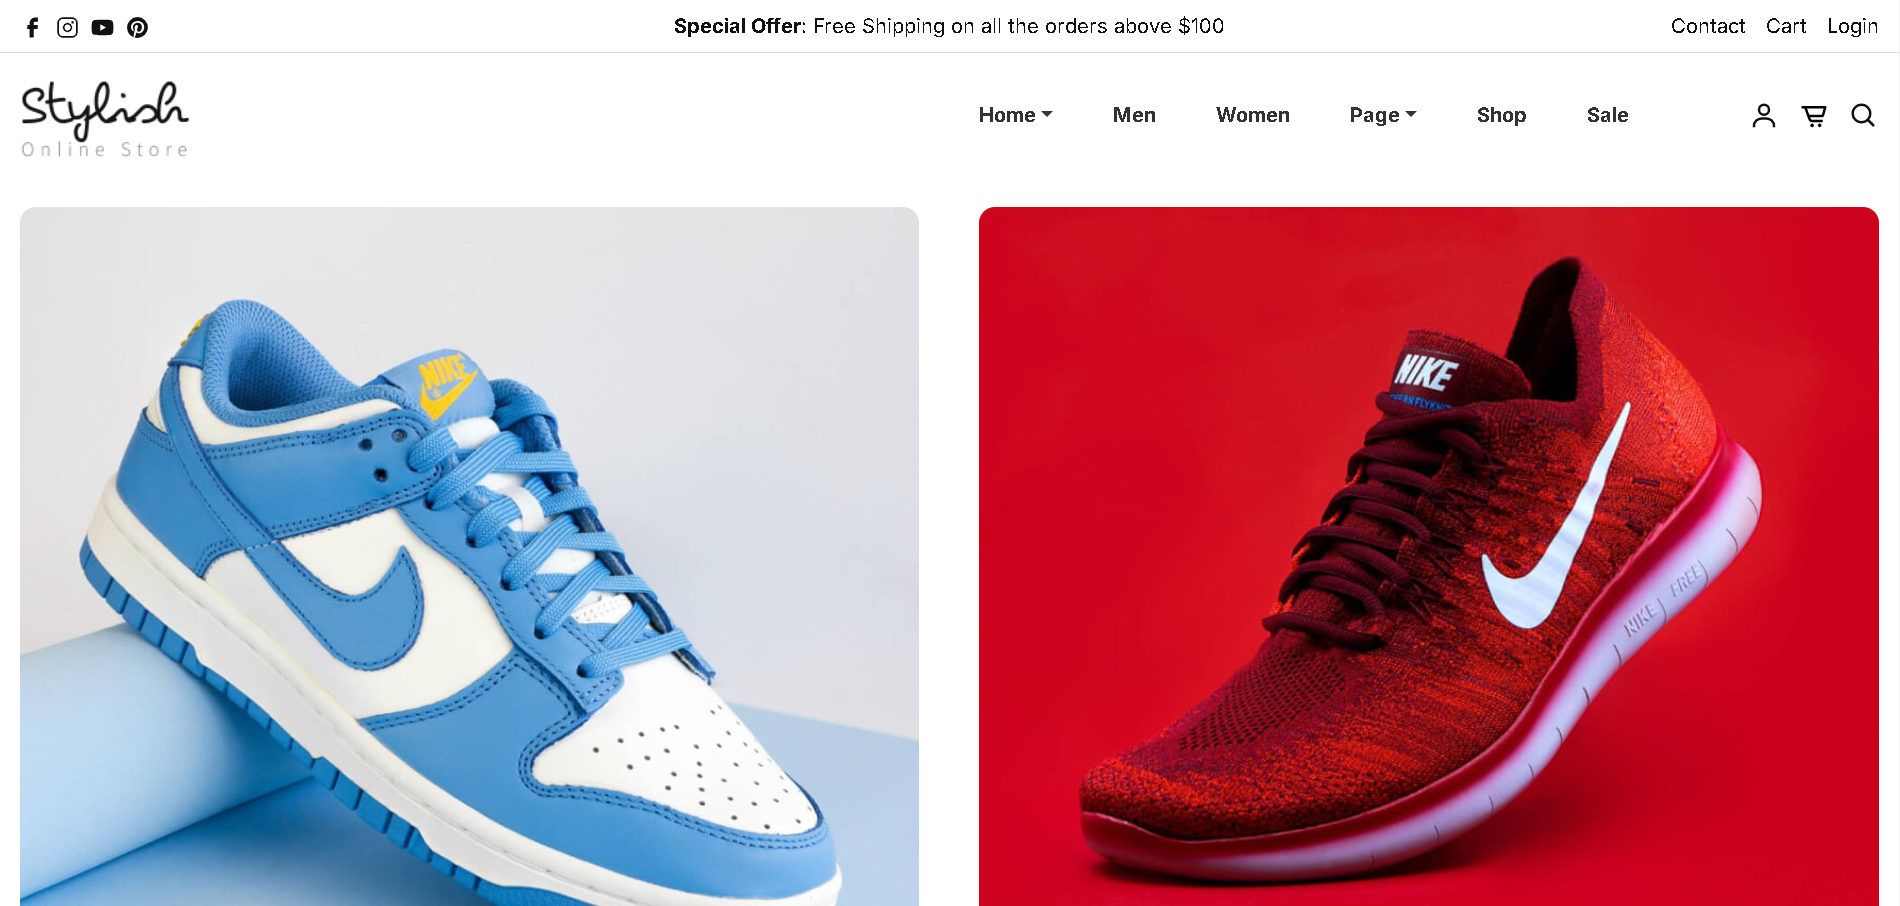 Special Offer: Free Shipping on all the orders above $100
Contact Cart Login
Stylish
Online Store
Home Men Women Page Shop Sale
NIKE
NIKE
NIKE FREE